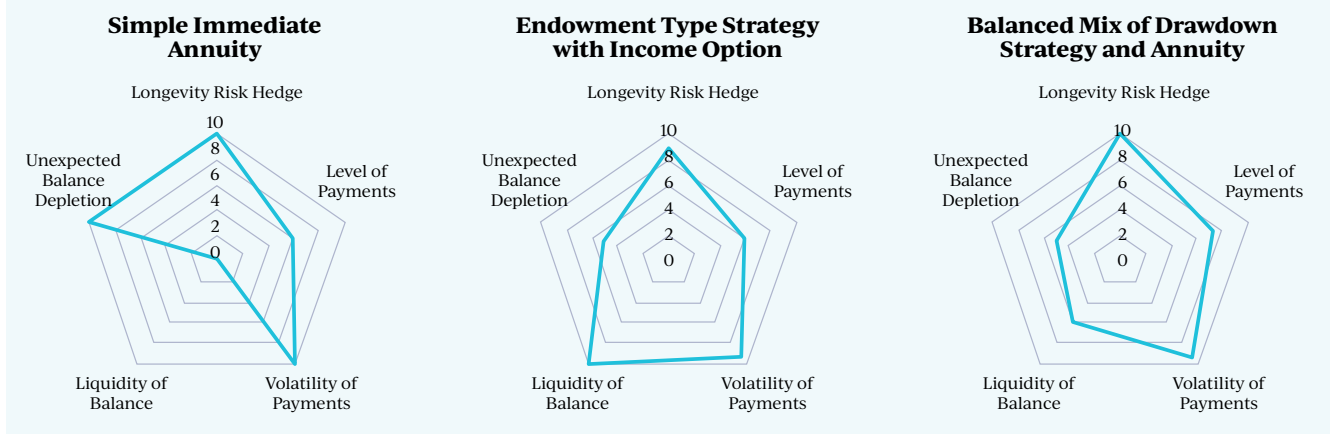 Simple Immediate
Annuity
Longevity Risk Hedge
10
8
6
4
2
0
Unexpected
Balance
Depletion
Level of
Payments
Liquidity of
Balance
Volatility of
Payments
Endowment Type Strategy
with Income Option
Longevity Risk Hedge
10
8
6
4
2
0
Unexpected
Balance
Depletion
Level of
Payments
Liquidity of
Balance
Volatility of
Payments
Balanced Mix of Drawdown
Strategy and Annuity
Longevity Risk Hedge
10
8
6
4
2
0
Unexpected
Balance
Depletion
Level of
Payments
Liquidity of
Balance
Volatility of
Payments